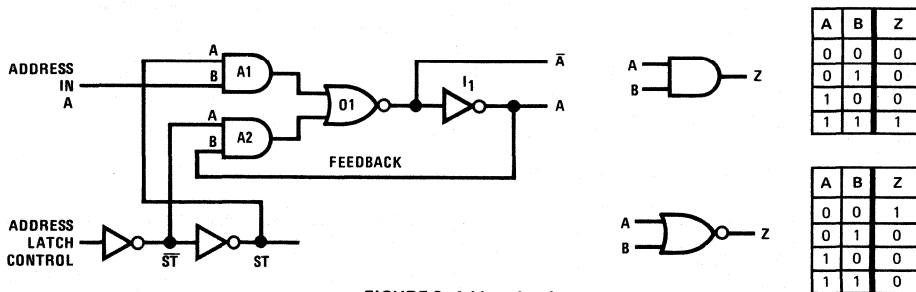 ADDRESS
IN
A
A
B
A1
A
B
A2
O1
I1
A̅
A
FEEDBACK
ADDRESS
LATCH
CONTROL
S̅T̅
ST
A
B
Z
A B Z
0 0 0
0 1 0
1 0 0
1 1 1
A
B
Z
A B Z
0 0 1
0 1 0
1 0 0
1 1 0